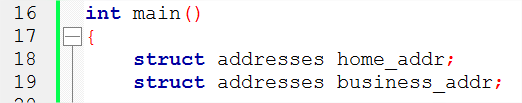 16 int main()
17 {
18 struct addresses home_addr;
19 struct addresses business_addr;